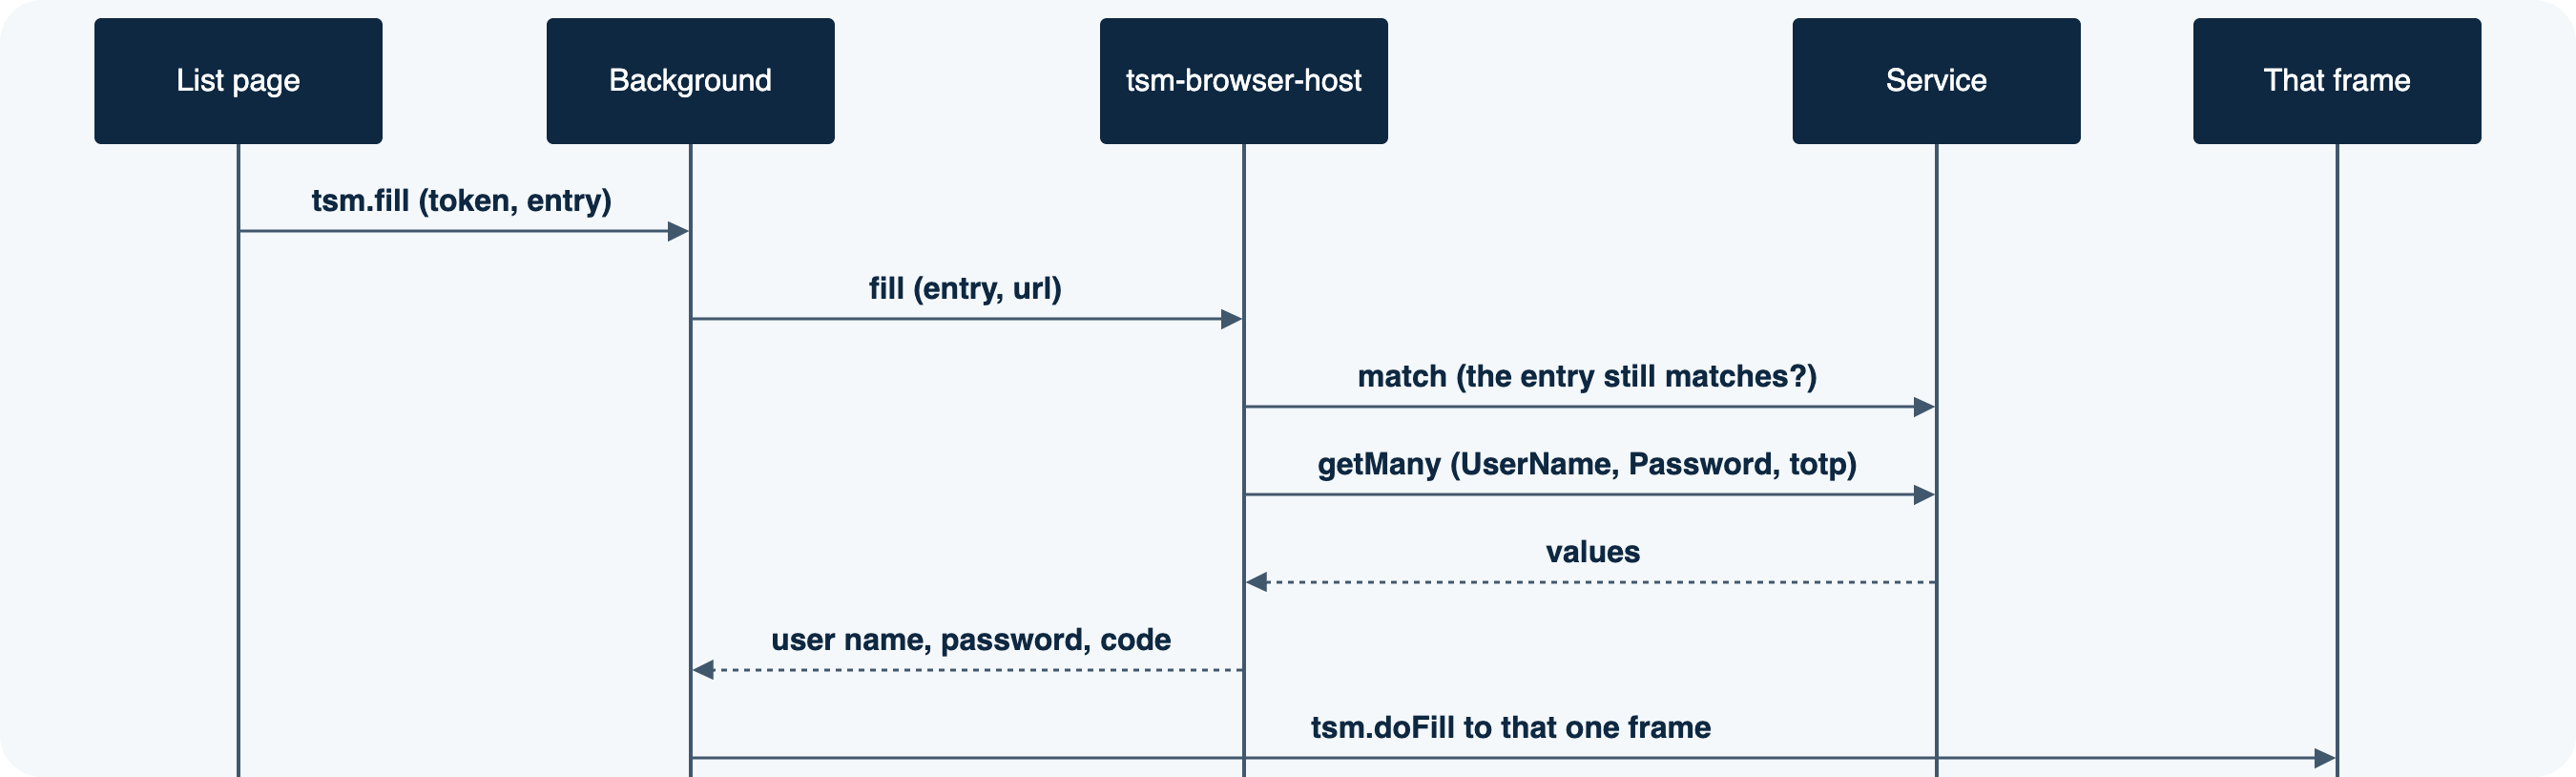 List page
Background
tsm-browser-host
Service
That frame
tsm.fill (token, entry)
fill (entry, url)
match (the entry still matches?)
getMany (UserName, Password, totp)
values
user name, password, code
tsm.doFill to that one frame